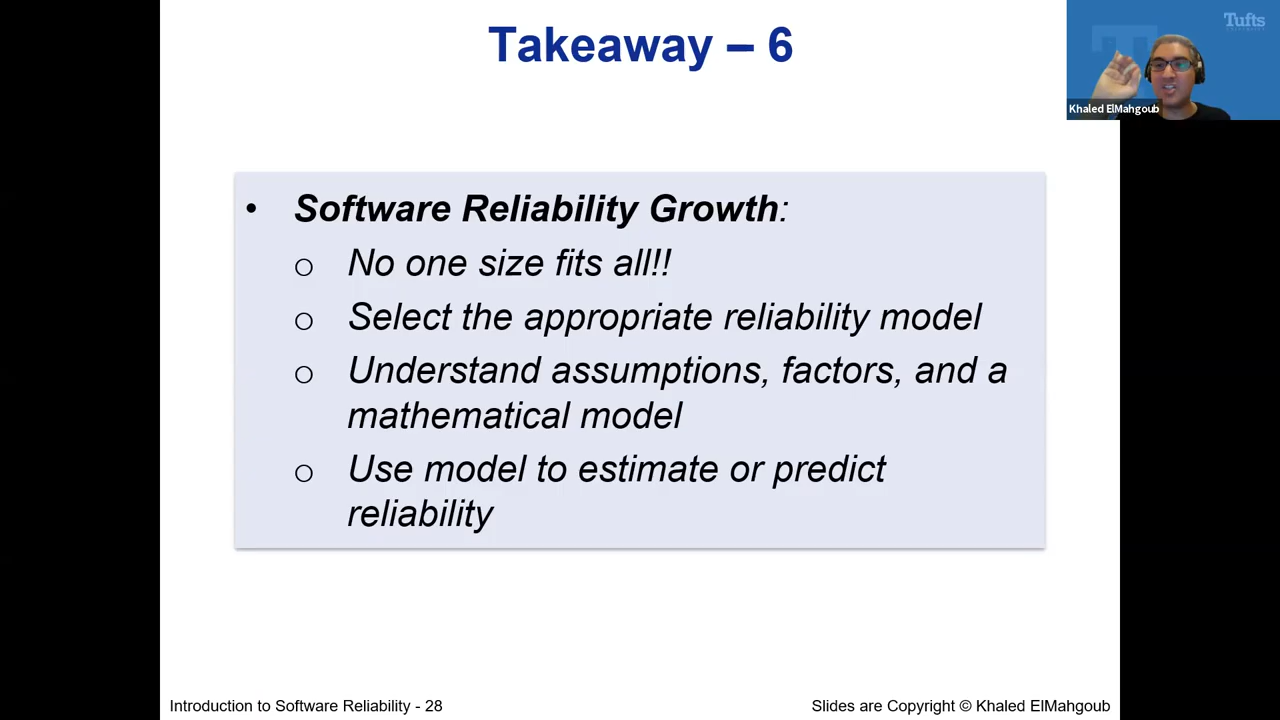 Takeaway – 6
Tufts
UNIVERSITY
Khaled ElMahgoub
• Software Reliability Growth:
o No one size fits all!!
o Select the appropriate reliability model
o Understand assumptions, factors, and a
mathematical model
o Use model to estimate or predict
reliability
Introduction to Software Reliability - 28
Slides are Copyright © Khaled ElMahgoub